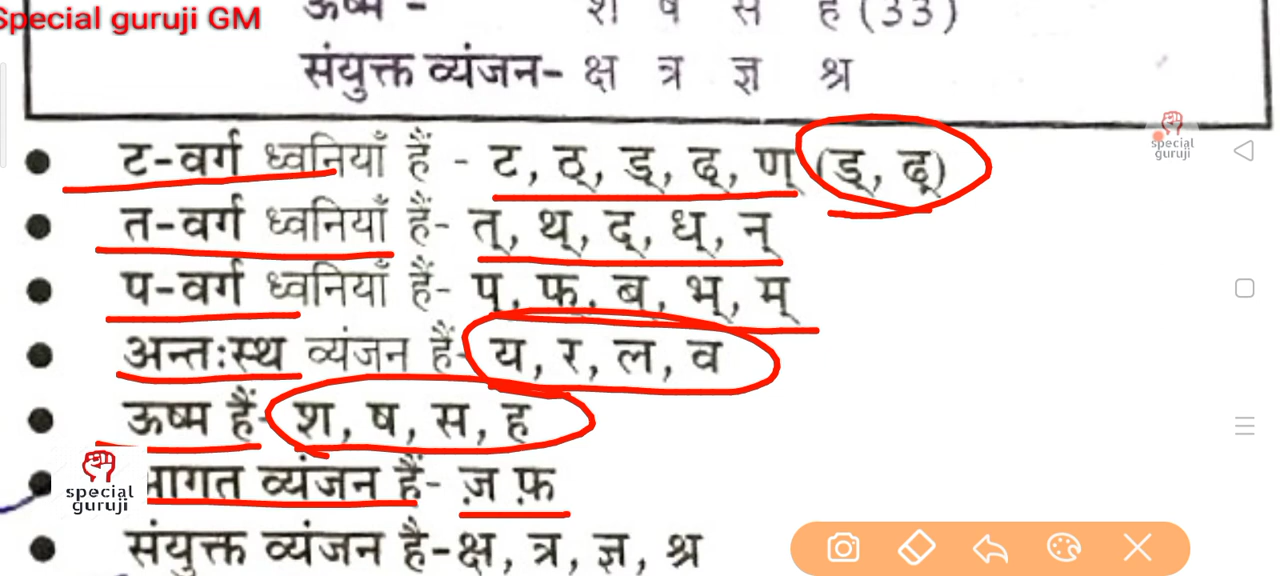 Special guruji GM
ऊष्म - श ष स ह (33)
संयुक्त व्यंजन- क्ष त्र ज्ञ श्र
ट-वर्ग ध्वनियाँ हैं - ट, ठ्, ड्, ढ्, ण् (ड़्, ढ़्)
special
guruji
त-वर्ग ध्वनियाँ हैं- त्, थ्, द्, ध्, न्
प-वर्ग ध्वनियाँ हैं- प्, फ्, ब्, भ्, म्
अन्तःस्थ व्यंजन हैं- य, र, ल, व
ऊष्म हैं- श, ष, स, ह
आगत व्यंजन हैं- ज़ फ़
special
guruji
संयुक्त व्यंजन है-क्ष, त्र, ज्ञ, श्र